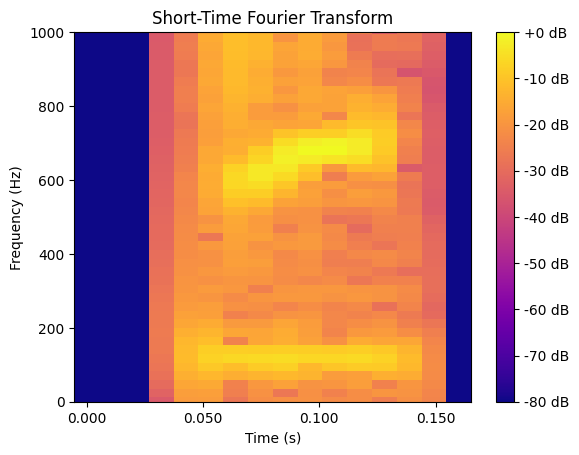 Short-Time Fourier Transform
1000
800
600
400
200
0
Frequency (Hz)
0.000
0.050
0.100
0.150
Time (s)
+0 dB
-10 dB
-20 dB
-30 dB
-40 dB
-50 dB
-60 dB
-70 dB
-80 dB